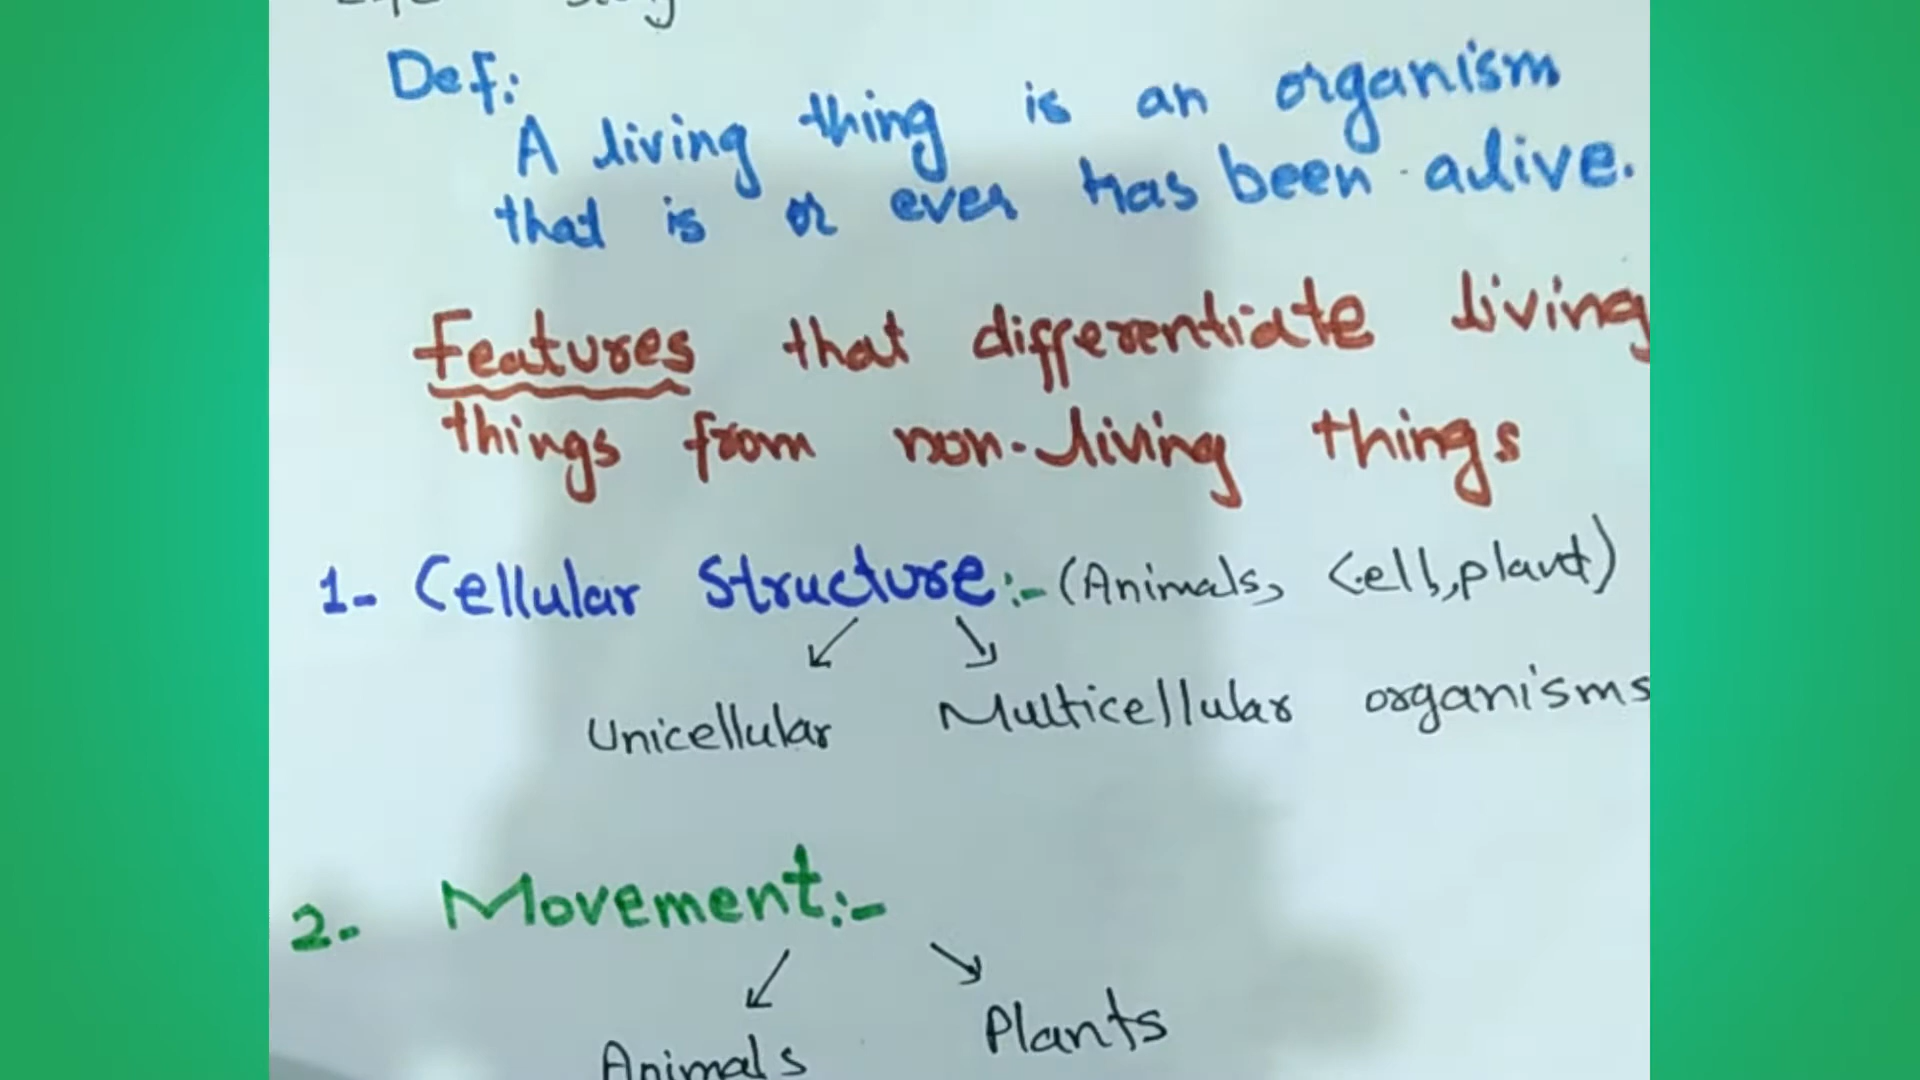 Def:
A living thing is an organism
that is or ever has been alive.
Features that differentiate living
things from non-living things
1- Cellular Structure:- (Animals, Cell, plant)
Unicellular Multicellular organisms
2- Movement:-
Animals Plants